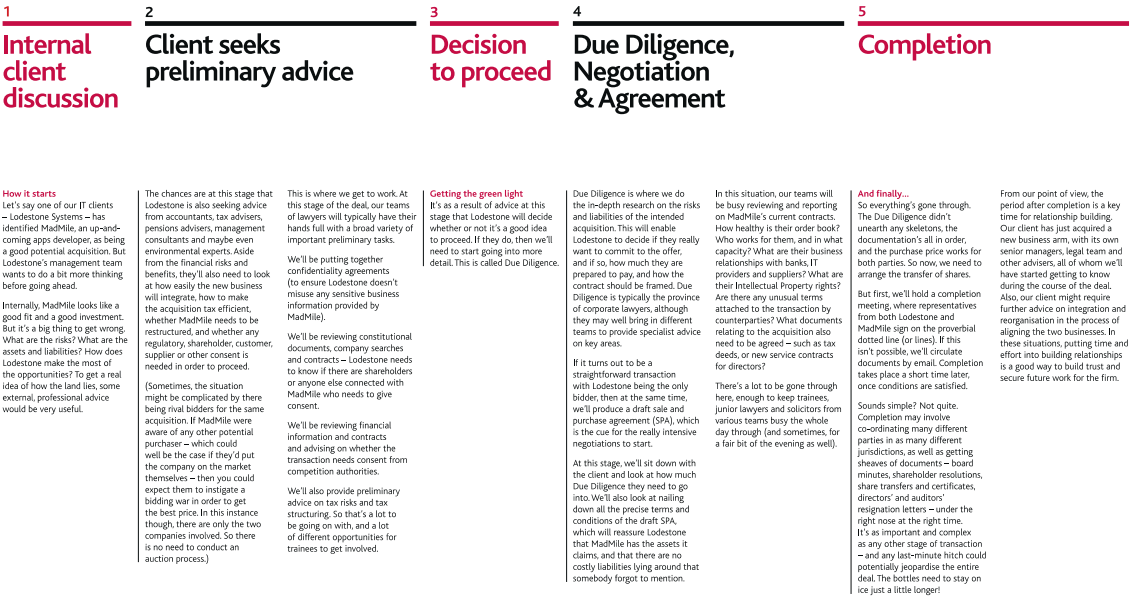 1
Internal
client
discussion
How it starts
Let's say one of our IT clients
– Lodestone Systems – has
identified MadMile, an up-and-
coming apps developer, as being
a good potential acquisition. But
Lodestone's management team
wants to do a bit more thinking
before going ahead.
Internally, MadMile looks like a
good fit and a good investment.
But it's a big thing to get wrong.
What are the risks? What are the
assets and liabilities? How does
Lodestone make the most of
the opportunities? To get a real
idea of how the land lies, some
external, professional advice
would be very useful.
2
Client seeks
preliminary advice
The chances are at this stage that
Lodestone is also seeking advice
from accountants, tax advisers,
pensions advisers, management
consultants and maybe even
environmental experts. Aside
from the financial risks and
benefits, they'll also need to look
at how easily the new business
will integrate, how to make
the acquisition tax efficient,
whether MadMile needs to be
restructured, and whether any
regulatory, shareholder, customer,
supplier or other consent is
needed in order to proceed.
(Sometimes, the situation
might be complicated by there
being rival bidders for the same
acquisition. If MadMile were
aware of any other potential
purchaser – which could
well be the case if they'd put
the company on the market
themselves – then you could
expect them to instigate a
bidding war in order to get
the best price. In this instance
though, there are only the two
companies involved. So there
is no need to conduct an
auction process.)
This is where we get to work. At
this stage of the deal, our teams
of lawyers will typically have their
hands full with a broad variety of
important preliminary tasks.
We'll be putting together
confidentiality agreements
(to ensure Lodestone doesn't
misuse any sensitive business
information provided by
MadMile).
We'll be reviewing constitutional
documents, company searches
and contracts – Lodestone needs
to know if there are shareholders
or anyone else connected with
MadMile who needs to give
consent.
We'll be reviewing financial
information and contracts
and advising on whether the
transaction needs consent from
competition authorities.
We'll also provide preliminary
advice on tax risks and tax
structuring. So that's a lot to
be going on with, and a lot
of different opportunities for
trainees to get involved.
3
Decision
to proceed
Getting the green light
It's as a result of advice at this
stage that Lodestone will decide
whether or not it's a good idea
to proceed. If they do, then we'll
need to start going into more
detail. This is called Due Diligence.
4
Due Diligence,
Negotiation
& Agreement
Due Diligence is where we do
the in-depth research on the risks
and liabilities of the intended
acquisition. This will enable
Lodestone to decide if they really
want to commit to the offer,
and if so, how much they are
prepared to pay, and how the
contract should be framed. Due
Diligence is typically the province
of corporate lawyers, although
they may well bring in different
teams to provide specialist advice
on key areas.
If it turns out to be a
straightforward transaction
with Lodestone being the only
bidder, then at the same time,
we'll produce a draft sale and
purchase agreement (SPA), which
is the cue for the really intensive
negotiations to start.
At this stage, we'll sit down with
the client and look at how much
Due Diligence they need to go
into. We'll also look at nailing
down all the precise terms and
conditions of the draft SPA,
which will reassure Lodestone
that MadMile has the assets it
claims, and that there are no
costly liabilities lying around that
somebody forgot to mention.
In this situation, our teams will
be busy reviewing and reporting
on MadMile's current contracts.
How healthy is their order book?
Who works for them, and in what
capacity? What are their business
relationships with banks, IT
providers and suppliers? What are
their Intellectual Property rights?
Are there any unusual terms
attached to the transaction by
counterparties? What documents
relating to the acquisition also
need to be agreed – such as tax
deeds, or new service contracts
for directors?
There's a lot to be gone through
here, enough to keep trainees,
junior lawyers and solicitors from
various teams busy the whole
day through (and sometimes, for
a fair bit of the evening as well).
5
Completion
And finally...
So everything's gone through.
The Due Diligence didn't
unearth any skeletons, the
documentation's all in order,
and the purchase price works for
both parties. So now, we need to
arrange the transfer of shares.
But first, we'll hold a completion
meeting, where representatives
from both Lodestone and
MadMile sign on the proverbial
dotted line (or lines). If this
isn't possible, we'll circulate
documents by email. Completion
takes place a short time later,
once conditions are satisfied.
Sounds simple? Not quite.
Completion may involve
co-ordinating many different
parties in as many different
jurisdictions, as well as getting
sheaves of documents – board
minutes, shareholder resolutions,
share transfers and certificates,
directors' and auditors'
resignation letters – under the
right nose at the right time.
It's as important and complex
as any other stage of transaction
– and any last-minute hitch could
potentially jeopardise the entire
deal. The bottles need to stay on
ice just a little longer!
From our point of view, the
period after completion is a key
time for relationship building.
Our client has just acquired a
new business arm, with its own
senior managers, legal team and
other advisers, all of whom we'll
have started getting to know
during the course of the deal.
Also, our client might require
further advice on integration and
reorganisation in the process of
aligning the two businesses. In
these situations, putting time and
effort into building relationships
is a good way to build trust and
secure future work for the firm.